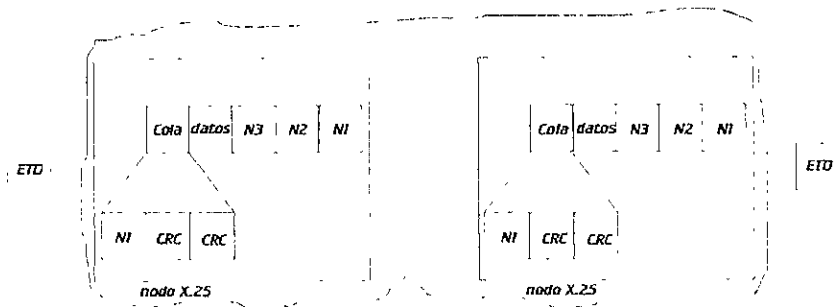 Cola datos N3 N2 N1
Cola datos N3 N2 N1
ETD
ETD
N1 CRC CRC
N1 CRC CRC
nodo X.25
nodo X.25